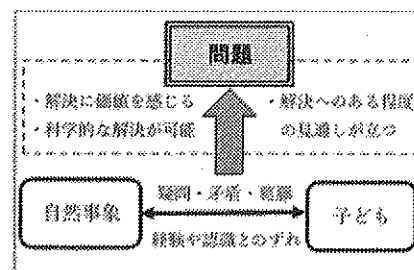 問題
・解決に価値を感じる
・科学的な解決が可能
・解決へのある程度
の見通しが立つ
疑問・矛盾・葛藤
自然事象
子ども
経験や認識とのずれ